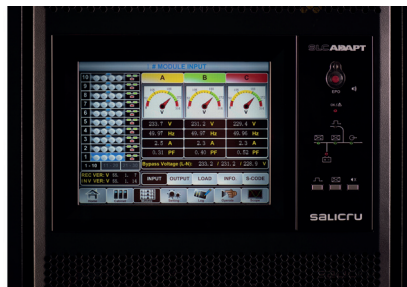 # MODULE INPUT
SLC ADAPT
10 A B C
9
8
7
6
5
4
3
2
1
EPO
233.7 V 231.2 V 229.4 V
49.97 Hz 49.97 Hz 49.96 Hz
2.5 A 2.3 A 2.3 A
0.31 PF 0.40 PF 0.52 PF
1 - 10
Bypass Voltage (L-N): 233.2 / 231.2 / 228.9 V
REC VER: V
INV VER: V
INPUT OUTPUT LOAD INFO. S-CODE
SALICRU